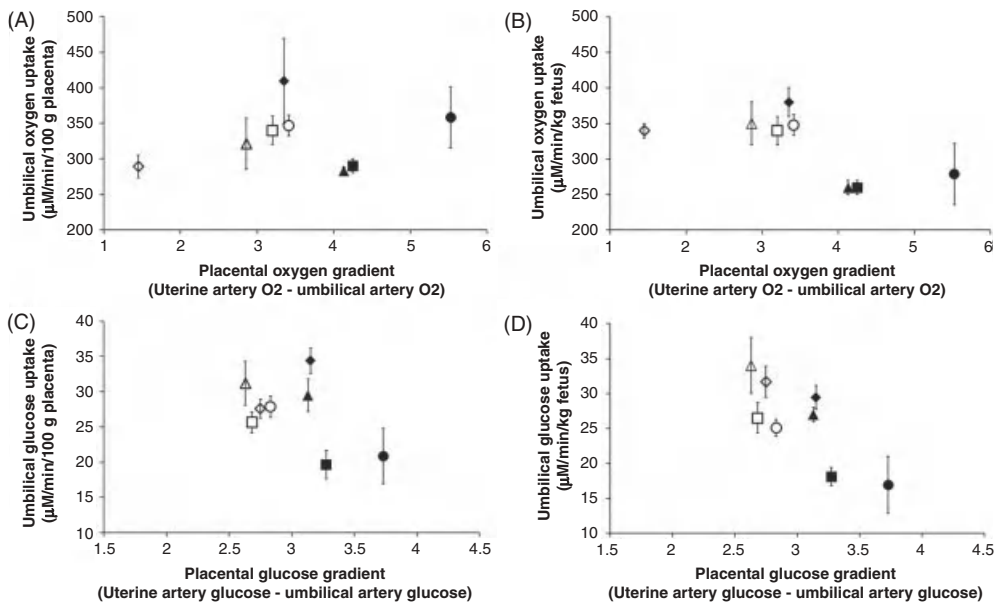 (A)
500
450
400
350
300
250
200
1
2
3
4
5
6
Umbilical oxygen uptake
(μM/min/100 g placenta)
Placental oxygen gradient
(Uterine artery O2 - umbilical artery O2)
(B)
500
450
400
350
300
250
200
1
2
3
4
5
6
Umbilical oxygen uptake
(μM/min/kg fetus)
Placental oxygen gradient
(Uterine artery O2 - umbilical artery O2)
(C)
40
35
30
25
20
15
10
1.5
2
2.5
3
3.5
4
4.5
Umbilical glucose uptake
(μM/min/100 g placenta)
Placental glucose gradient
(Uterine artery glucose - umbilical artery glucose)
(D)
40
35
30
25
20
15
10
1.5
2
2.5
3
3.5
4
4.5
Umbilical glucose uptake
(μM/min/kg fetus)
Placental glucose gradient
(Uterine artery glucose - umbilical artery glucose)